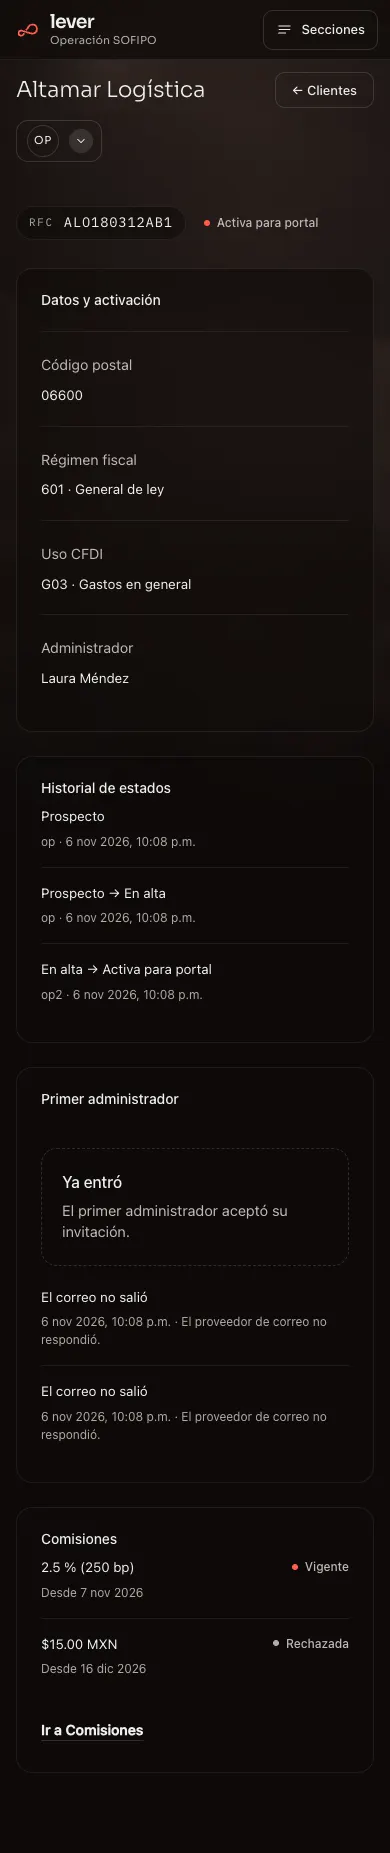 lever
Operación SOFIPO
Secciones
Altamar Logística
← Clientes
OP
RFC ALO180312AB1
Activa para portal
Datos y activación
Código postal
06600
Régimen fiscal
601 · General de ley
Uso CFDI
G03 · Gastos en general
Administrador
Laura Méndez
Historial de estados
Prospecto
op · 6 nov 2026, 10:08 p.m.
Prospecto → En alta
op · 6 nov 2026, 10:08 p.m.
En alta → Activa para portal
op2 · 6 nov 2026, 10:08 p.m.
Primer administrador
Ya entró
El primer administrador aceptó su
invitación.
El correo no salió
6 nov 2026, 10:08 p.m. · El proveedor de correo no
respondió.
El correo no salió
6 nov 2026, 10:08 p.m. · El proveedor de correo no
respondió.
Comisiones
2.5 % (250 bp)
Vigente
Desde 7 nov 2026
$15.00 MXN
Rechazada
Desde 16 dic 2026
Ir a Comisiones